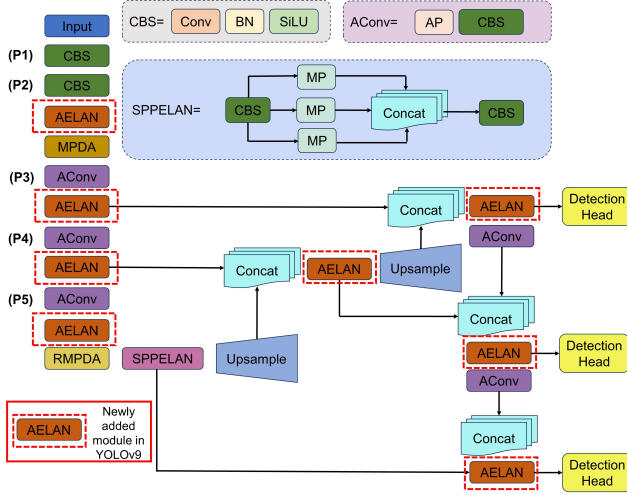 Input
CBS= Conv BN SiLU
AConv= AP CBS
(P1) CBS
(P2) CBS
AELAN
MPDA
SPPELAN=
CBS
MP
MP
MP
Concat
CBS
(P3) AConv
AELAN
Concat
AELAN
Detection
Head
(P4) AConv
AELAN
Concat
AELAN
Upsample
AConv
(P5) AConv
AELAN
Concat
RMPDA
SPPELAN
Upsample
AELAN
Detection
Head
AConv
AELAN
Newly
added
module in
YOLOv9
Concat
AELAN
Detection
Head